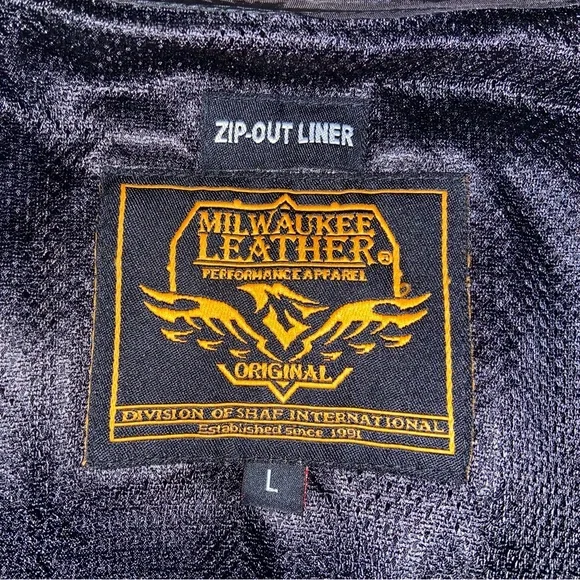 ZIP-OUT LINER
MILWAUKEE
LEATHER®
PERFORMANCE APPAREL
ORIGINAL
DIVISION OF SHAF INTERNATIONAL
Established since 1991
L